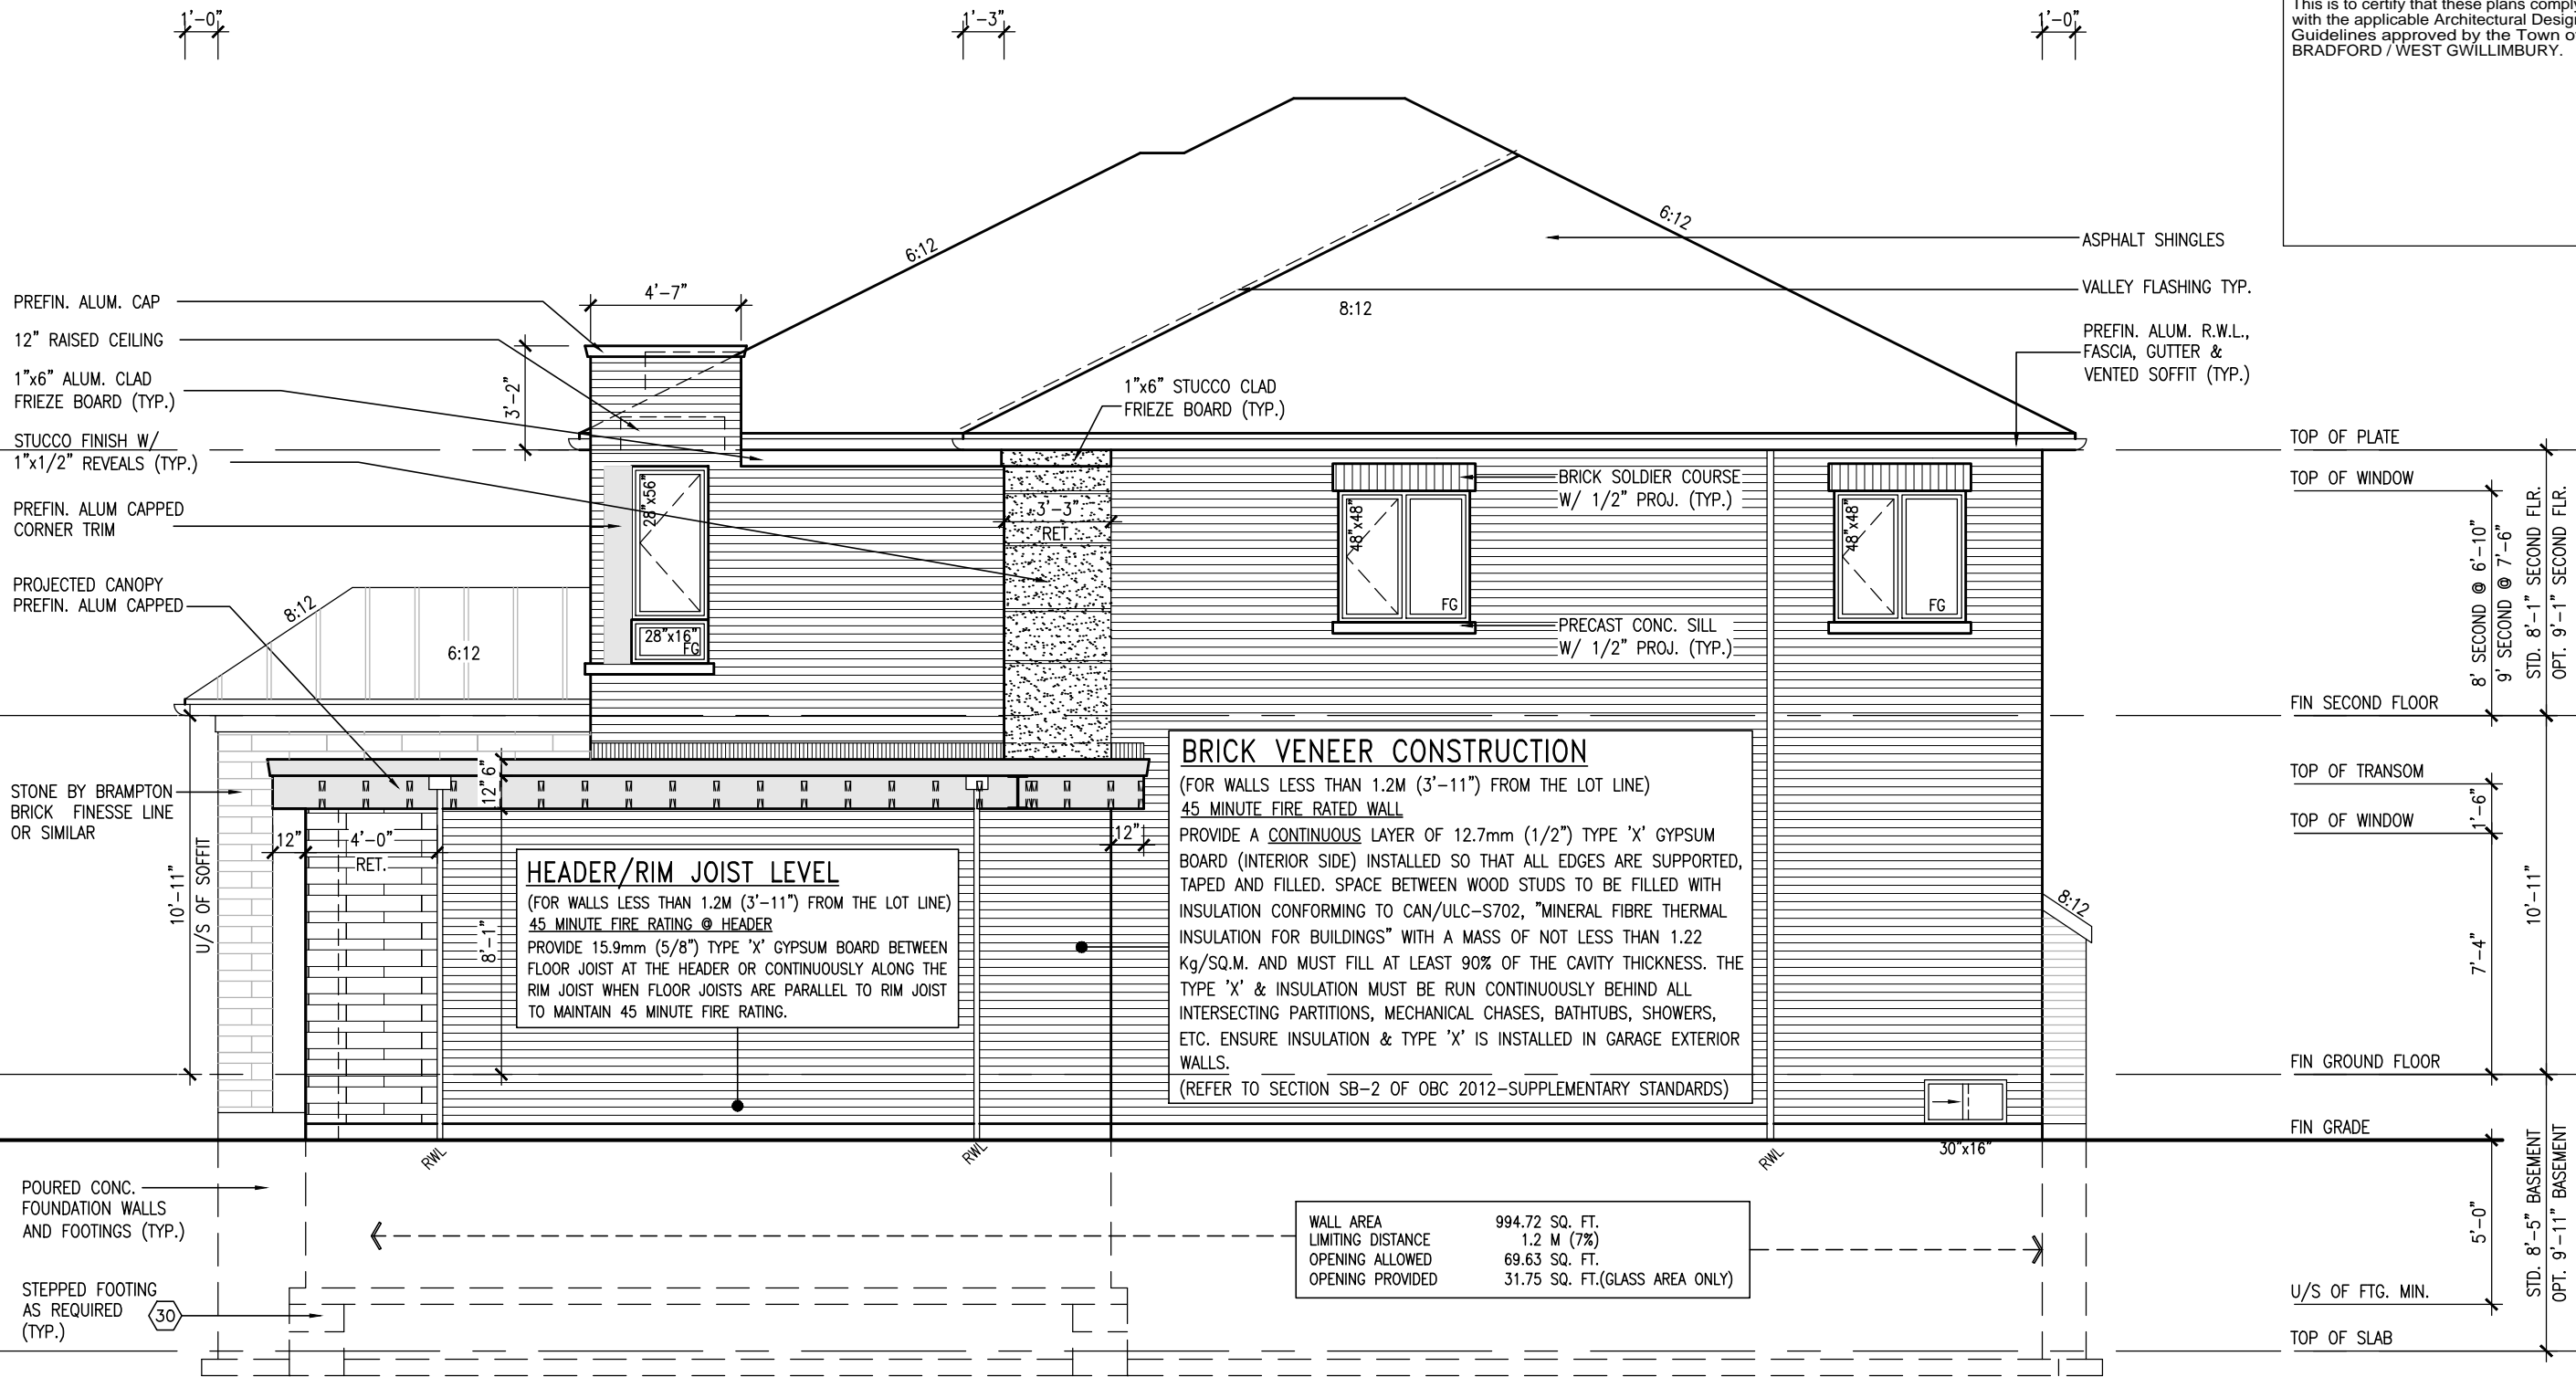 1'-0"
1'-3"
1'-0"
This is to certify that these plans comply
with the applicable Architectural Design
Guidelines approved by the Town of
BRADFORD / WEST GWILLIMBURY.
6:12
6:12
8:12
ASPHALT SHINGLES
VALLEY FLASHING TYP.
PREFIN. ALUM. R.W.L.,
FASCIA, GUTTER &
VENTED SOFFIT (TYP.)
PREFIN. ALUM. CAP
12" RAISED CEILING
1"x6" ALUM. CLAD
FRIEZE BOARD (TYP.)
STUCCO FINISH W/
1"x1/2" REVEALS (TYP.)
PREFIN. ALUM CAPPED
CORNER TRIM
PROJECTED CANOPY
PREFIN. ALUM CAPPED
STONE BY BRAMPTON
BRICK FINESSE LINE
OR SIMILAR
4'-7"
3'-2"
1"x6" STUCCO CLAD
FRIEZE BOARD (TYP.)
28"x56"
28"x16"
FG
3'-3"
RET.
BRICK SOLDIER COURSE
W/ 1/2" PROJ. (TYP.)
48"x48"
FG
48"x48"
FG
PRECAST CONC. SILL
W/ 1/2" PROJ. (TYP.)
8:12
6:12
12"
4'-0"
RET.
6"
12"
12"
8'-1"
10'-11"
U/S OF SOFFIT
HEADER/RIM JOIST LEVEL
(FOR WALLS LESS THAN 1.2M (3'-11") FROM THE LOT LINE)
45 MINUTE FIRE RATING @ HEADER
PROVIDE 15.9mm (5/8") TYPE 'X' GYPSUM BOARD BETWEEN
FLOOR JOIST AT THE HEADER OR CONTINUOUSLY ALONG THE
RIM JOIST WHEN FLOOR JOISTS ARE PARALLEL TO RIM JOIST
TO MAINTAIN 45 MINUTE FIRE RATING.
BRICK VENEER CONSTRUCTION
(FOR WALLS LESS THAN 1.2M (3'-11") FROM THE LOT LINE)
45 MINUTE FIRE RATED WALL
PROVIDE A CONTINUOUS LAYER OF 12.7mm (1/2") TYPE 'X' GYPSUM
BOARD (INTERIOR SIDE) INSTALLED SO THAT ALL EDGES ARE SUPPORTED,
TAPED AND FILLED. SPACE BETWEEN WOOD STUDS TO BE FILLED WITH
INSULATION CONFORMING TO CAN/ULC-S702, "MINERAL FIBRE THERMAL
INSULATION FOR BUILDINGS" WITH A MASS OF NOT LESS THAN 1.22
Kg/SQ.M. AND MUST FILL AT LEAST 90% OF THE CAVITY THICKNESS. THE
TYPE 'X' & INSULATION MUST BE RUN CONTINUOUSLY BEHIND ALL
INTERSECTING PARTITIONS, MECHANICAL CHASES, BATHTUBS, SHOWERS,
ETC. ENSURE INSULATION & TYPE 'X' IS INSTALLED IN GARAGE EXTERIOR
WALLS.
(REFER TO SECTION SB-2 OF OBC 2012-SUPPLEMENTARY STANDARDS)
8:12
30"x16"
RWL
RWL
RWL
TOP OF PLATE
TOP OF WINDOW
8' SECOND @ 6'-10"
9' SECOND @ 7'-6"
STD. 8'-1" SECOND FLR.
OPT. 9'-1" SECOND FLR.
FIN SECOND FLOOR
TOP OF TRANSOM
1'-6"
TOP OF WINDOW
7'-4"
10'-11"
FIN GROUND FLOOR
FIN GRADE
5'-0"
STD. 8'-5" BASEMENT
OPT. 9'-11" BASEMENT
U/S OF FTG. MIN.
TOP OF SLAB
POURED CONC.
FOUNDATION WALLS
AND FOOTINGS (TYP.)
STEPPED FOOTING
AS REQUIRED
(TYP.)
30
WALL AREA 994.72 SQ. FT.
LIMITING DISTANCE 1.2 M (7%)
OPENING ALLOWED 69.63 SQ. FT.
OPENING PROVIDED 31.75 SQ. FT.(GLASS AREA ONLY)